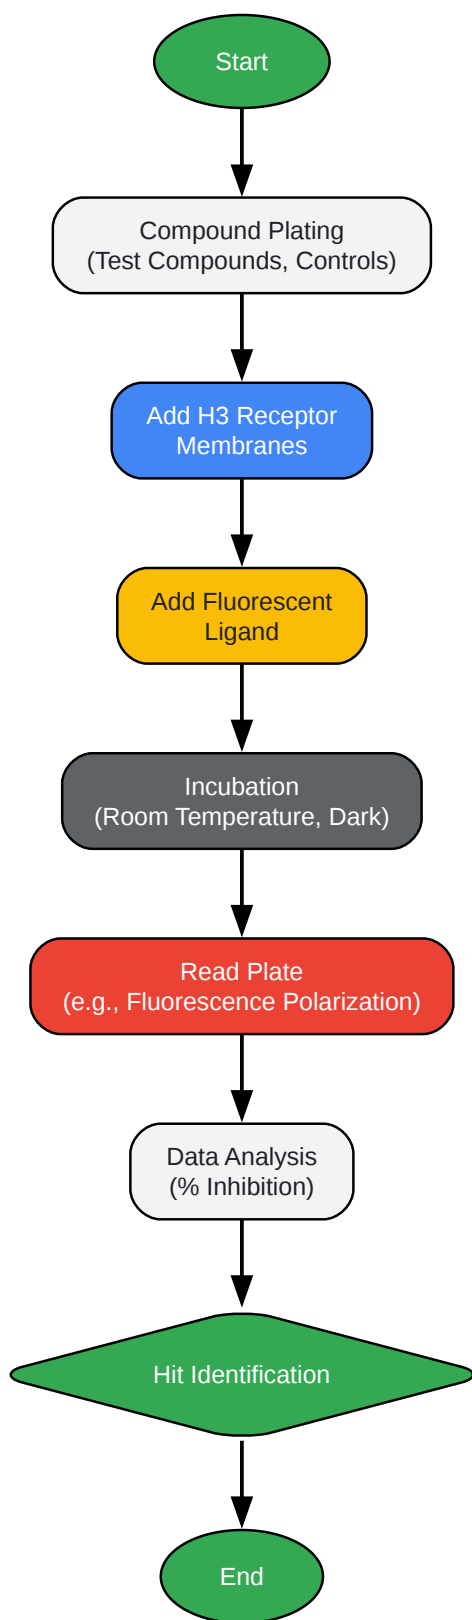 Start
Compound Plating
(Test Compounds, Controls)
Add H3 Receptor
Membranes
Add Fluorescent
Ligand
Incubation
(Room Temperature, Dark)
Read Plate
(e.g., Fluorescence Polarization)
Data Analysis
(% Inhibition)
Hit Identification
End